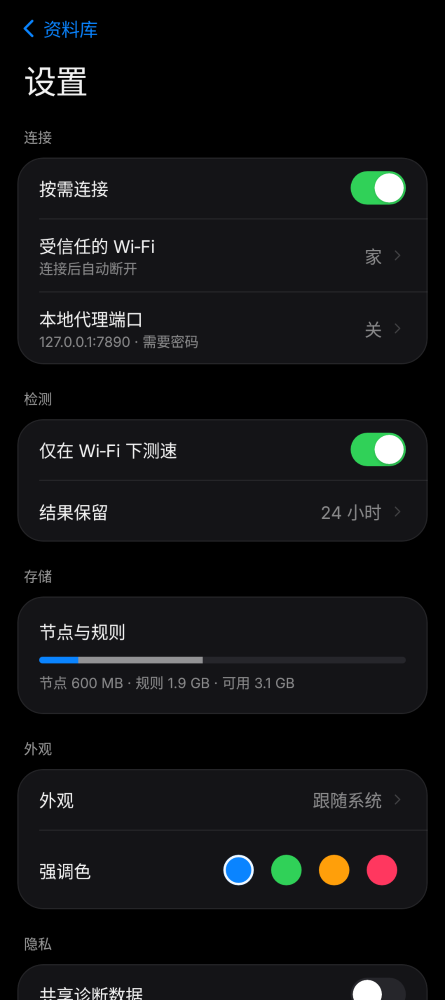 资料库
设置
连接
按需连接
受信任的 Wi-Fi
连接后自动断开
家
本地代理端口
127.0.0.1:7890 · 需要密码
关
检测
仅在 Wi-Fi 下测速
结果保留
24 小时
存储
节点与规则
节点 600 MB · 规则 1.9 GB · 可用 3.1 GB
外观
外观
跟随系统
强调色
隐私
共享诊断数据